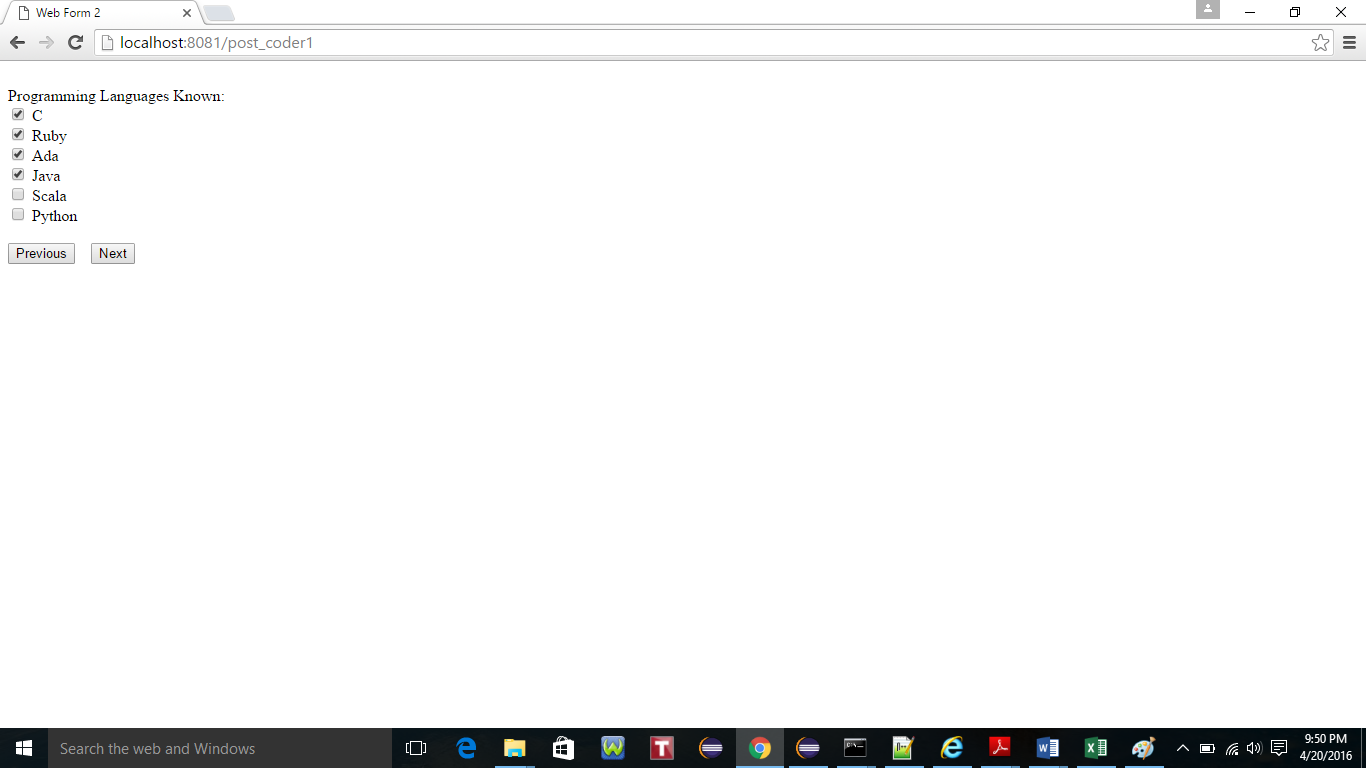 Web Form 2
localhost:8081/post_coder1
Programming Languages Known:
C
Ruby
Ada
Java
Scala
Python
Previous Next
Search the web and Windows
9:50 PM
4/20/2016